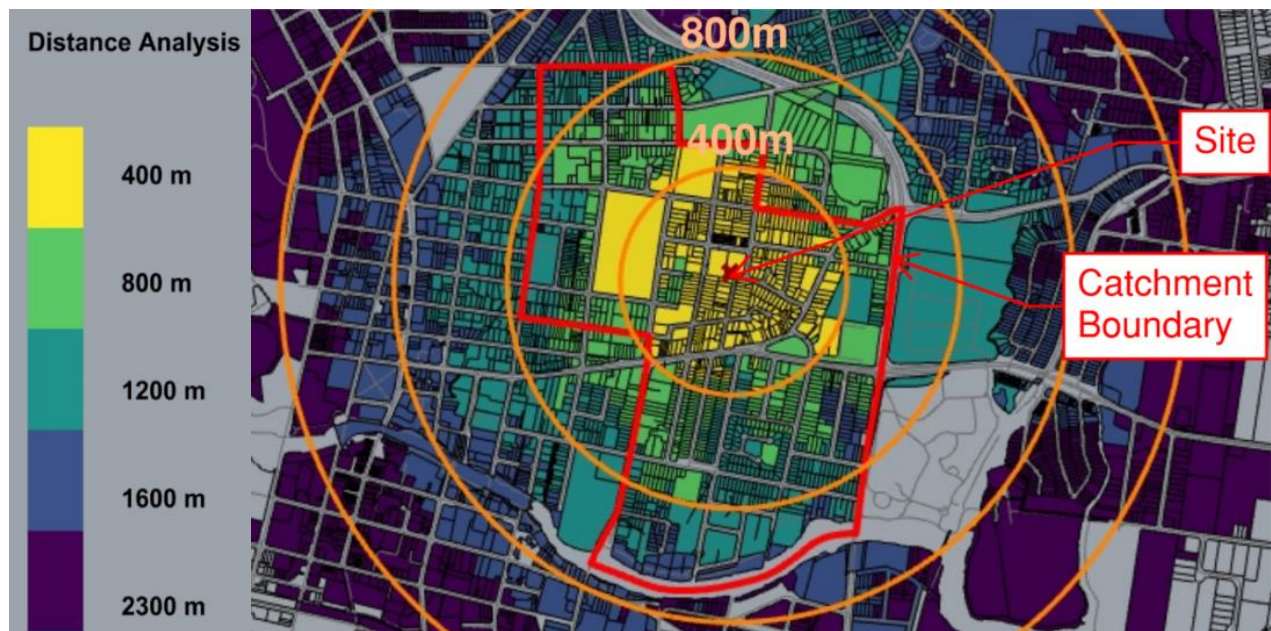 Distance Analysis
400 m
800 m
1200 m
1600 m
2300 m
800m
400m
Site
Catchment
Boundary